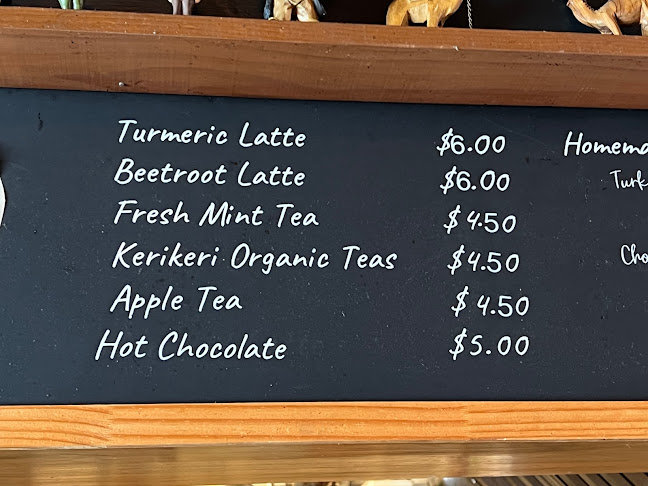 Turmeric Latte $6.00
Beetroot Latte $6.00
Fresh Mint Tea $4.50
Kerikeri Organic Teas $4.50
Apple Tea $4.50
Hot Chocolate $5.00